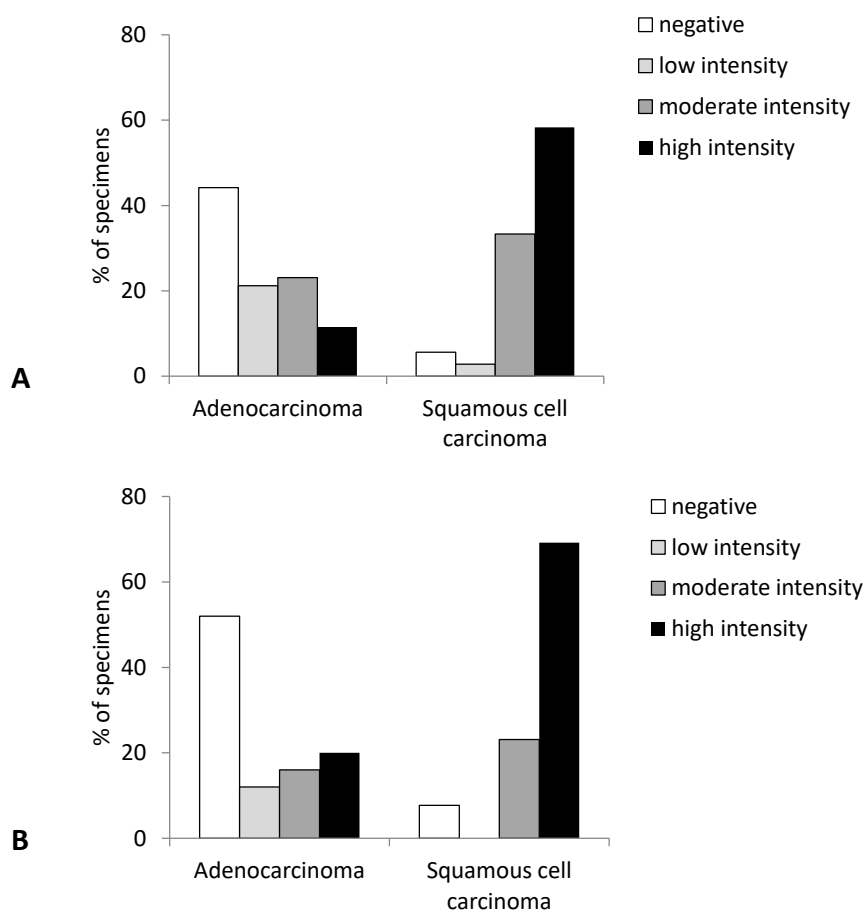 80
60
40
20
0
% of specimens
negative
low intensity
moderate intensity
high intensity
A
Adenocarcinoma
Squamous cell
carcinoma
80
60
40
20
0
% of specimens
negative
low intensity
moderate intensity
high intensity
B
Adenocarcinoma
Squamous cell
carcinoma